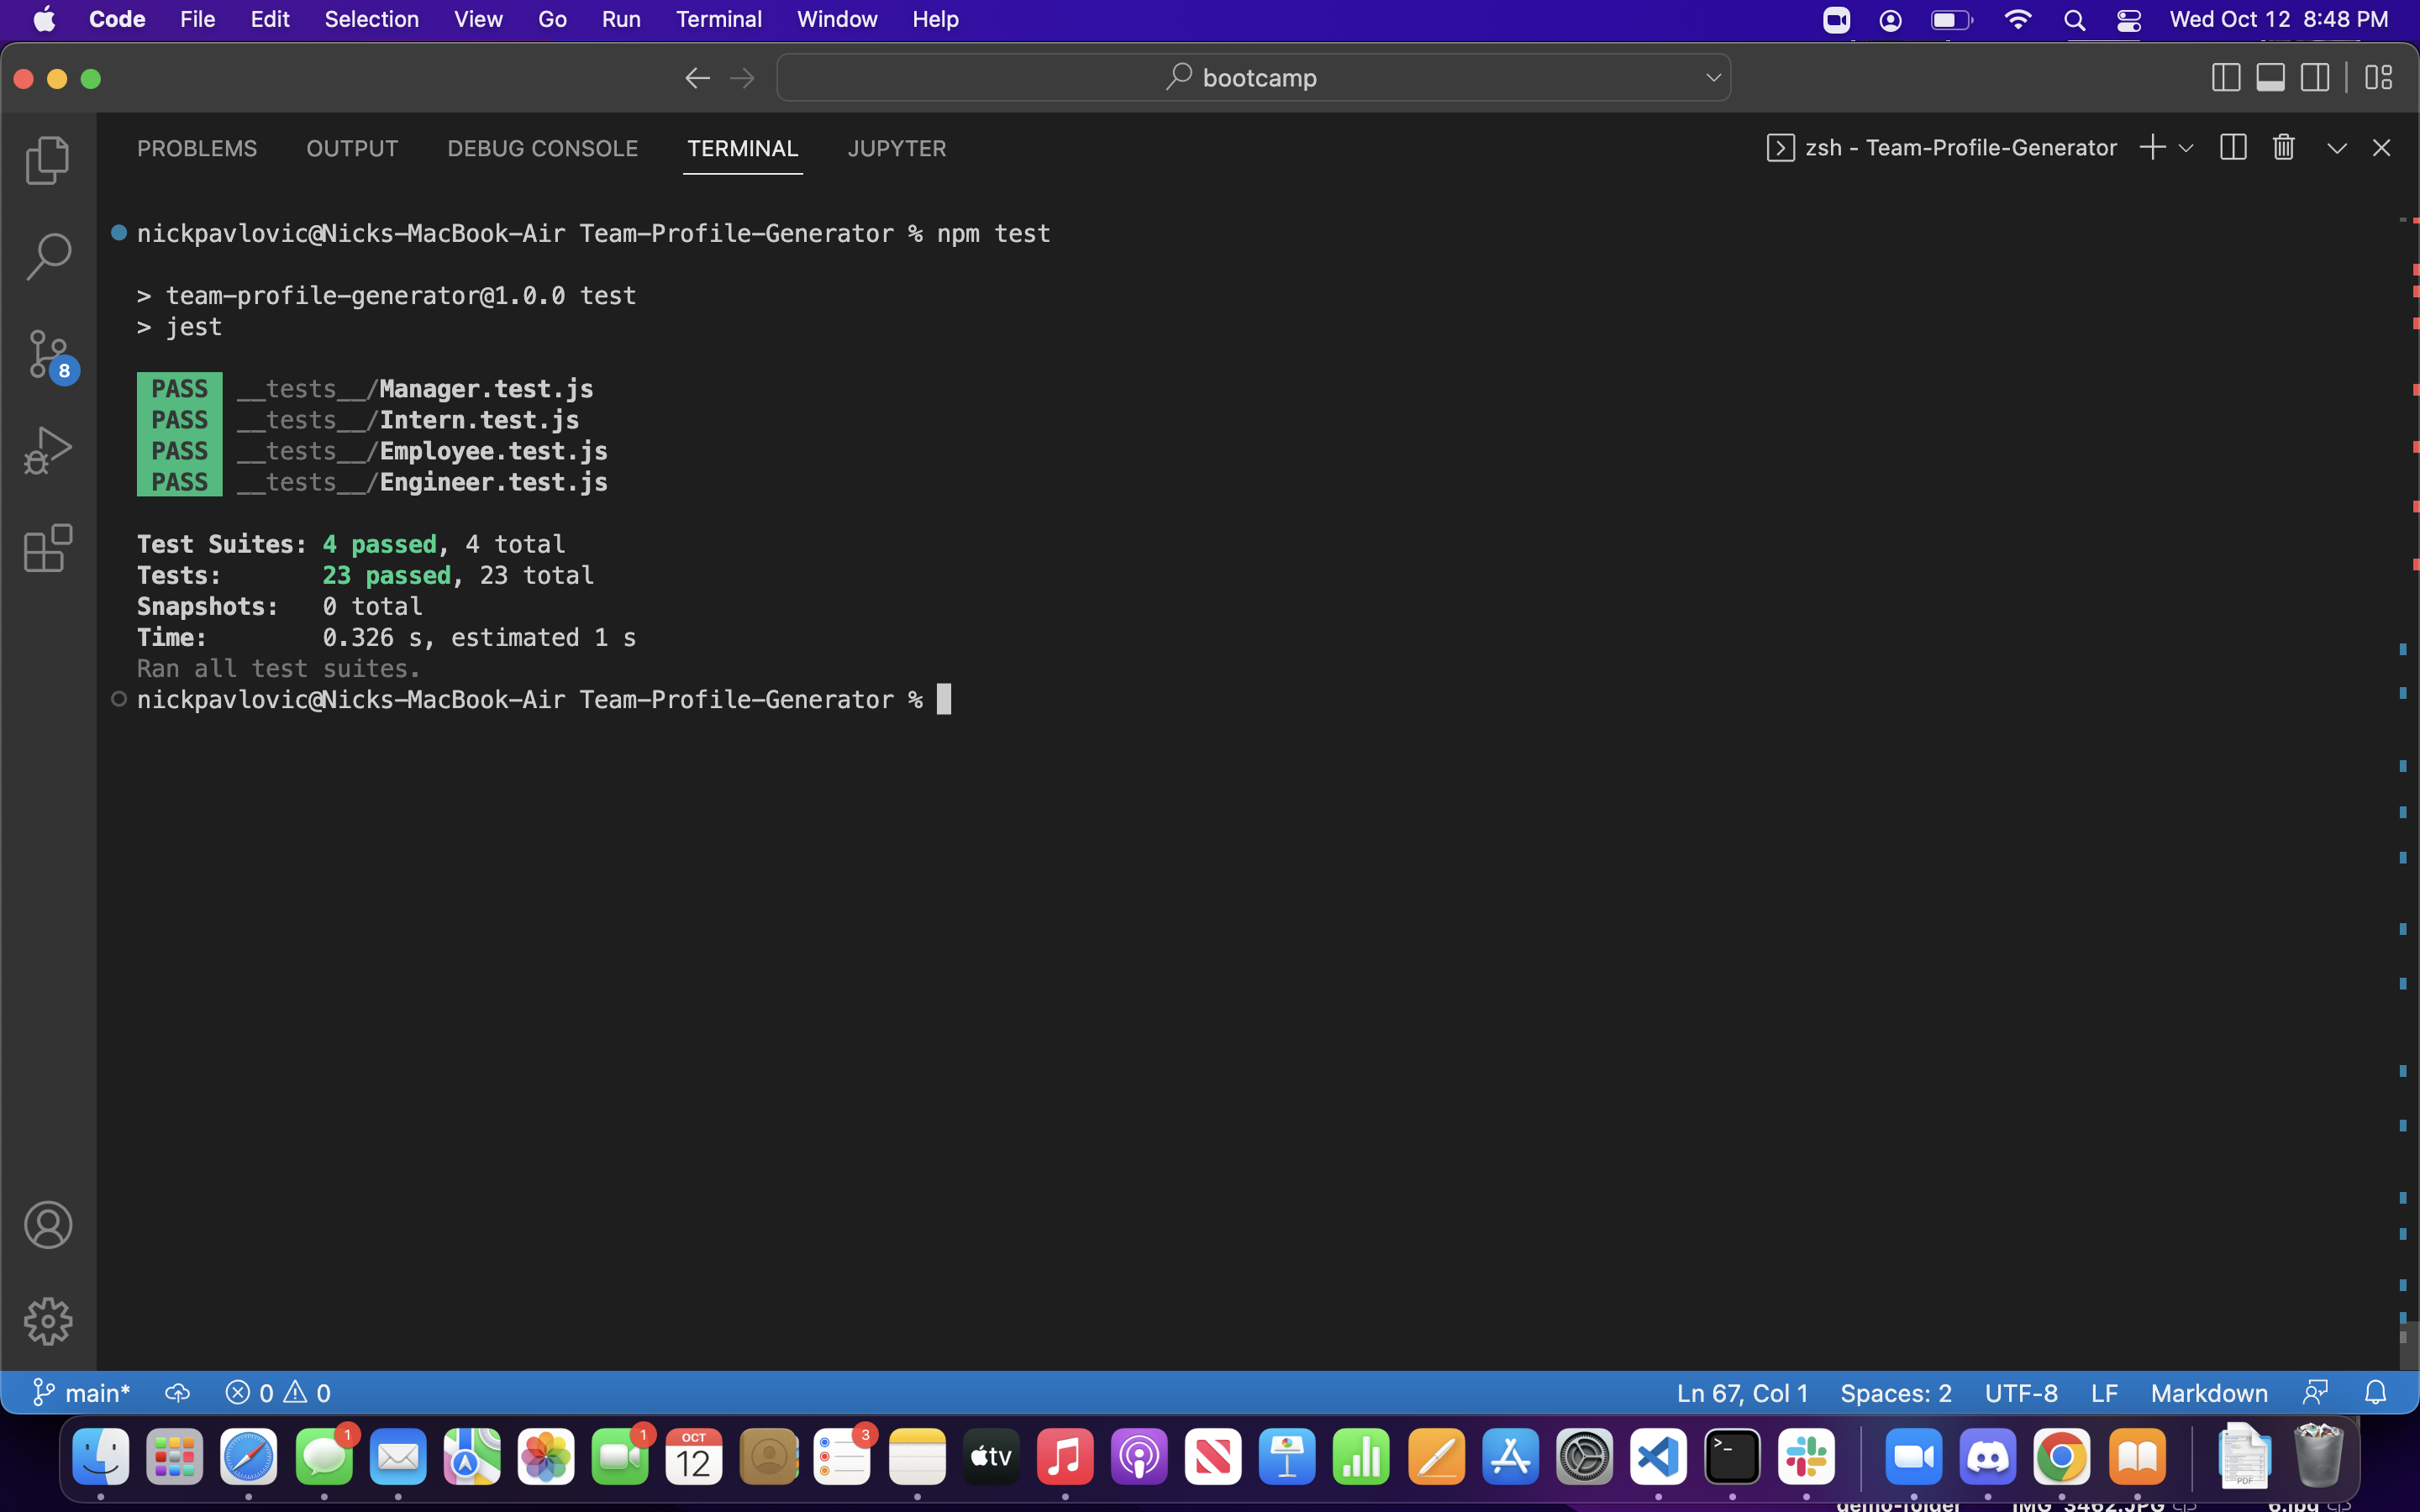 Code File Edit Selection View Go Run Terminal Window Help Wed Oct 12 8:48 PM
bootcamp
PROBLEMS OUTPUT DEBUG CONSOLE TERMINAL JUPYTER zsh - Team-Profile-Generator
nickpavlovic@Nicks-MacBook-Air Team-Profile-Generator % npm test
> team-profile-generator@1.0.0 test
> jest
8
PASS __tests__/Manager.test.js
PASS __tests__/Intern.test.js
PASS __tests__/Employee.test.js
PASS __tests__/Engineer.test.js
Test Suites: 4 passed, 4 total
Tests: 23 passed, 23 total
Snapshots: 0 total
Time: 0.326 s, estimated 1 s
Ran all test suites.
nickpavlovic@Nicks-MacBook-Air Team-Profile-Generator %
main* 0 0 Ln 67, Col 1 Spaces: 2 UTF-8 LF Markdown
1 1 OCT 3
12 tv >_ PDF
demo-folder IMG_3462.JPG 6.jpg